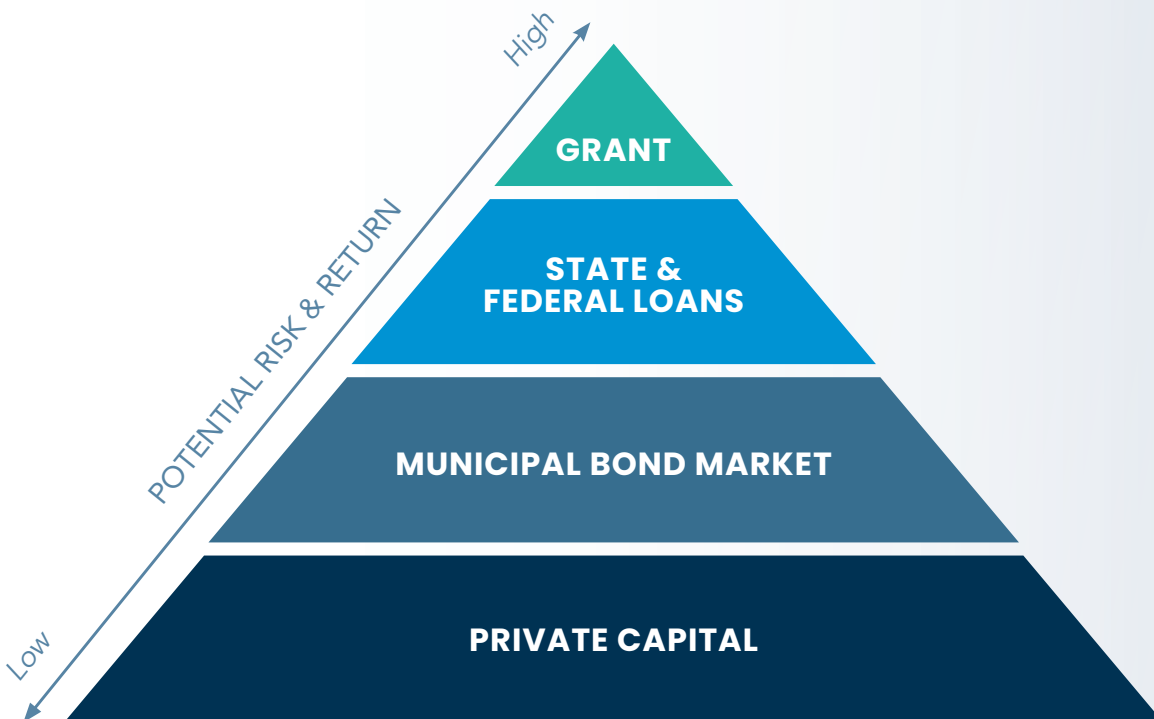 High
GRANT
POTENTIAL RISK & RETURN
STATE &
FEDERAL LOANS
MUNICIPAL BOND MARKET
Low
PRIVATE CAPITAL